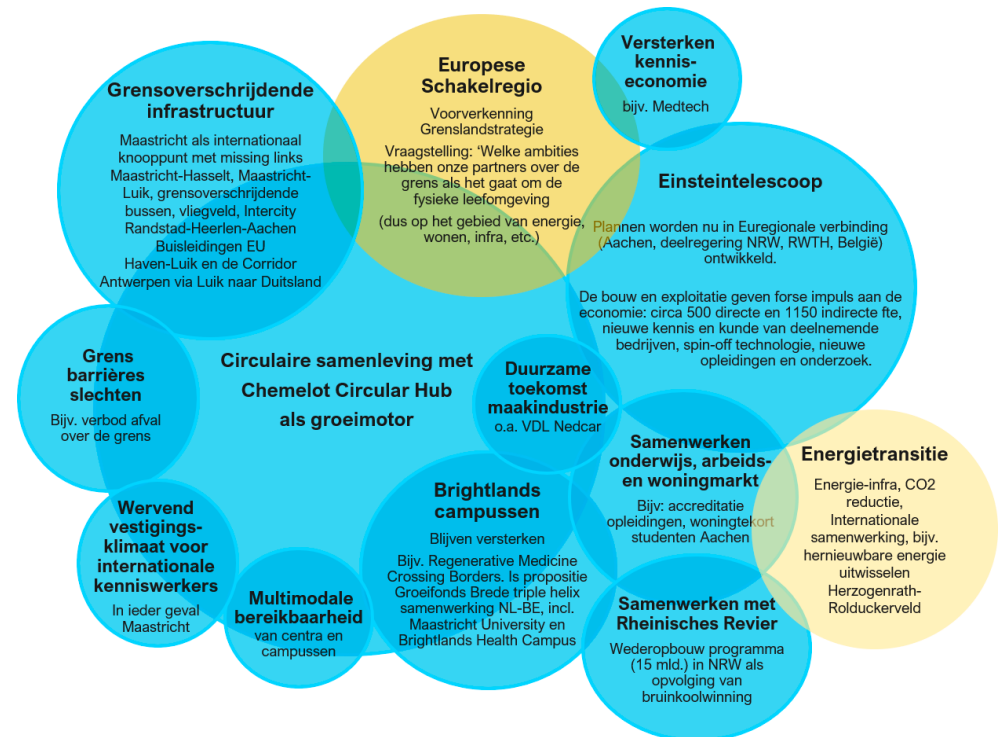 Grensoverschrijdende
infrastructuur
Maastricht als internationaal
knooppunt met missing links
Maastricht-Hasselt, Maastricht-
Luik, grensoverschrijdende
bussen, vliegveld, Intercity
Randstad-Heerlen-Aachen
Buisleidingen EU
Haven-Luik en de Corridor
Antwerpen via Luik naar Duitsland
Europese
Schakelregio
Voorverkenning
Grenslandstrategie
Vraagstelling: ‘Welke ambities
hebben onze partners over de
grens als het gaat om de
fysieke leefomgeving
(dus op het gebied van energie,
wonen, infra, etc.)
Versterken
kennis-
economie
bijv. Medtech
Einsteintelescoop
Plannen worden nu in Euregionale verbinding
(Aachen, deelregering NRW, RWTH, België)
ontwikkeld.
De bouw en exploitatie geven forse impuls aan de
economie: circa 500 directe en 1150 indirecte fte,
nieuwe kennis en kunde van deelnemende
bedrijven, spin-off technologie, nieuwe
opleidingen en onderzoek.
Grens
barrières
slechten
Bijv. verbod afval
over de grens
Circulaire samenleving met
Chemelot Circular Hub
als groeimotor
Duurzame
toekomst
maakindustrie
o.a. VDL Nedcar
Samenwerken
onderwijs, arbeids-
en woningmarkt
Bijv: accreditatie
opleidingen, woningtekort
studenten Aachen
Energietransitie
Energie-infra, CO2
reductie,
Internationale
samenwerking, bijv.
hernieuwbare energie
uitwisselen
Herzogenrath-
Rolduckerveld
Wervend
vestigings-
klimaat voor
internationale
kenniswerkers
In ieder geval
Maastricht
Multimodale
bereikbaarheid
van centra en
campussen
Brightlands
campussen
Blijven versterken
Bijv. Regenerative Medicine
Crossing Borders. Is propositie
Groeifonds Brede triple helix
samenwerking NL-BE, incl.
Maastricht University en
Brightlands Health Campus
Samenwerken met
Rheinisches Revier
Wederopbouw programma
(15 mld.) in NRW als
opvolging van
bruinkoolwinning